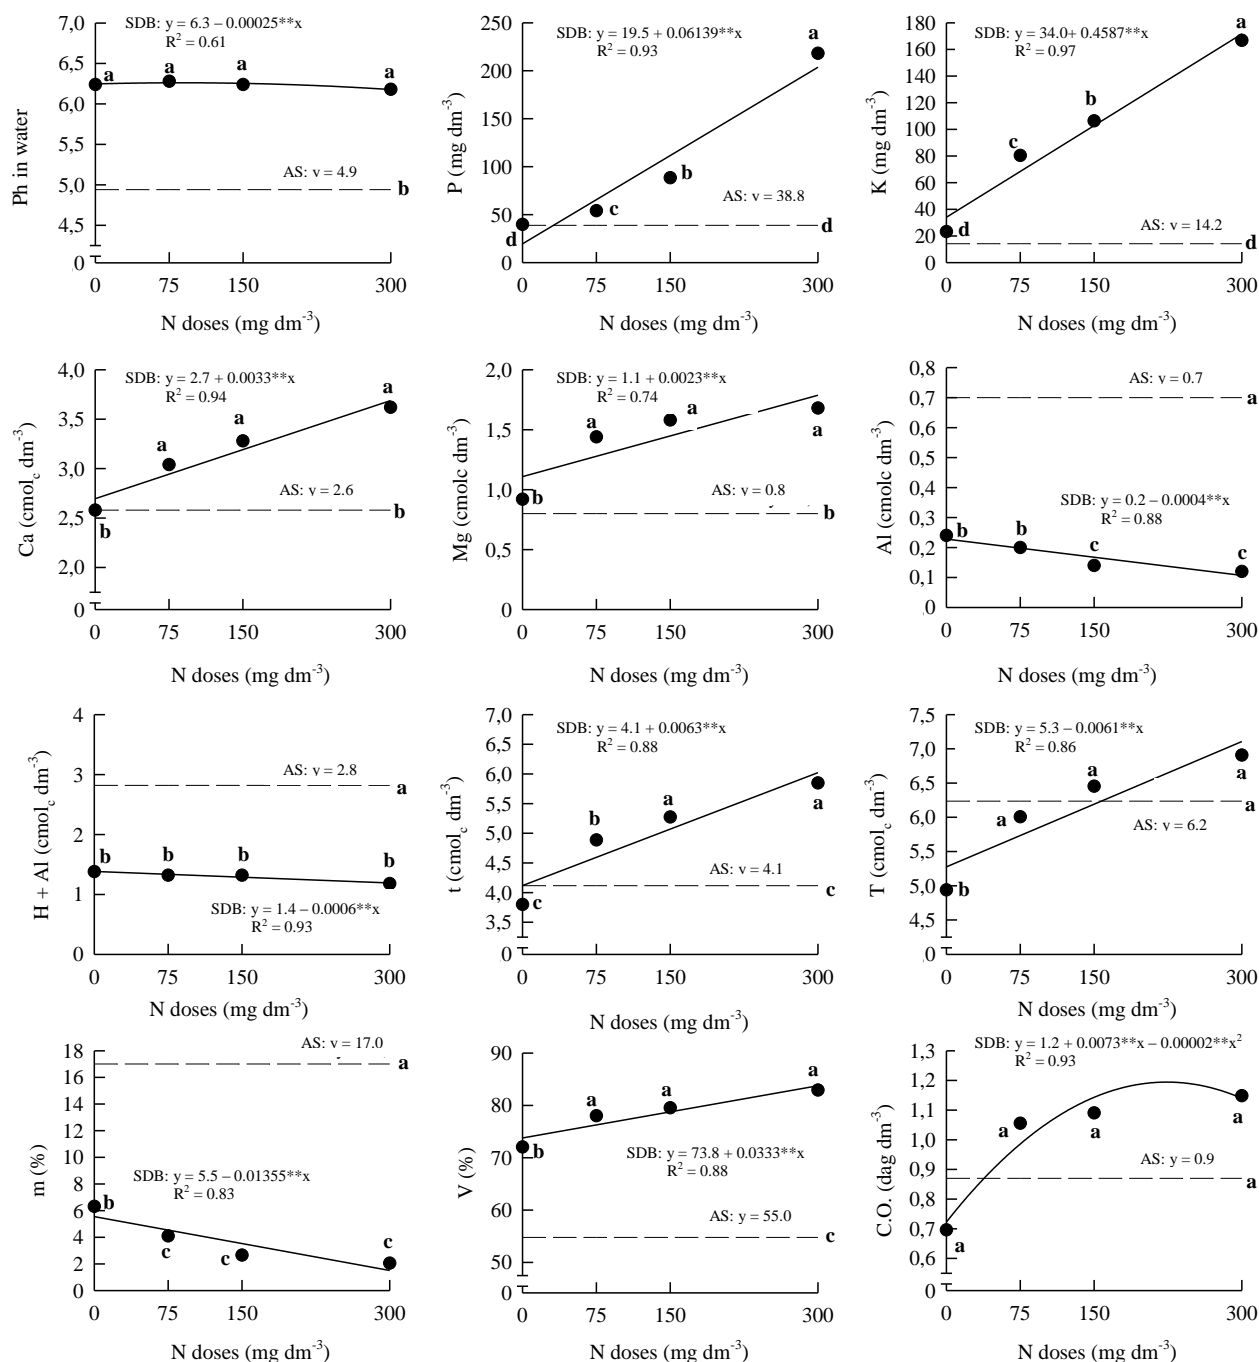 SDB: y = 6.3 – 0.00025**x
R² = 0.61
7,0
6,5
6,0
5,5
5,0
4,5
0
Ph in water
a
a
a
a
AS: v = 4.9
b
0
75
150
300
N doses (mg dm⁻³)
SDB: y = 19.5 + 0.06139**x
R² = 0.93
250
200
150
100
50
0
P (mg dm⁻³)
a
b
c
d
AS: v = 38.8
d
0
75
150
300
N doses (mg dm⁻³)
SDB: y = 34.0+ 0.4587**x
R² = 0.97
180
160
140
120
100
80
60
40
20
0
K (mg dm⁻³)
a
b
c
d
AS: v = 14.2
d
0
75
150
300
N doses (mg dm⁻³)
SDB: y = 2.7 + 0.0033**x
R² = 0.94
4,0
3,5
3,0
2,5
2,0
0
Ca (cmol_c dm⁻³)
a
a
a
b
AS: v = 2.6
b
0
75
150
300
N doses (mg dm⁻³)
SDB: y = 1.1 + 0.0023**x
R² = 0.74
2,0
1,5
1,0
0,5
0
Mg (cmolc dm⁻³)
a
a
a
b
AS: v = 0.8
b
0
75
150
300
N doses (mg dm⁻³)
0,8
0,7
0,6
0,5
0,4
0,3
0,2
0,1
0
Al (cmolc dm⁻³)
AS: v = 0.7
a
SDB: y = 0.2 – 0.0004**x
R² = 0.88
b
b
c
c
0
75
150
300
N doses (mg dm⁻³)
4
3
2
1
0
H + Al (cmol_c dm⁻³)
AS: v = 2.8
a
b
b
b
b
SDB: y = 1.4 – 0.0006**x
R² = 0.93
0
75
150
300
N doses (mg dm⁻³)
SDB: y = 4.1 + 0.0063**x
R² = 0.88
7,0
6,5
6,0
5,5
5,0
4,5
4,0
3,5
0
t (cmol_c dm⁻³)
a
a
b
c
AS: v = 4.1
c
0
75
150
300
N doses (mg dm⁻³)
SDB: y = 5.3 – 0.0061**x
R² = 0.86
7,5
7,0
6,5
6,0
5,5
5,0
4,5
0
T (cmol_c dm⁻³)
a
a
a
b
a
AS: v = 6.2
0
75
150
300
N doses (mg dm⁻³)
AS: v = 17.0
18
16
14
12
10
8
6
4
2
0
m (%)
a
SDB: y = 5.5 – 0.01355**x
R² = 0.83
b
c
c
c
0
75
150
300
N doses (mg dm⁻³)
90
80
70
60
50
0
V (%)
a
a
a
b
SDB: y = 73.8 + 0.0333**x
R² = 0.88
AS: y = 55.0
c
0
75
150
300
N doses (mg dm⁻³)
SDB: y = 1.2 + 0.0073**x – 0.00002**x²
R² = 0.93
1,3
1,2
1,1
1,0
0,9
0,8
0,7
0,6
0
C.O. (dag dm⁻³)
a
a
a
a
AS: y = 0.9
a
0
75
150
300
N doses (mg dm⁻³)